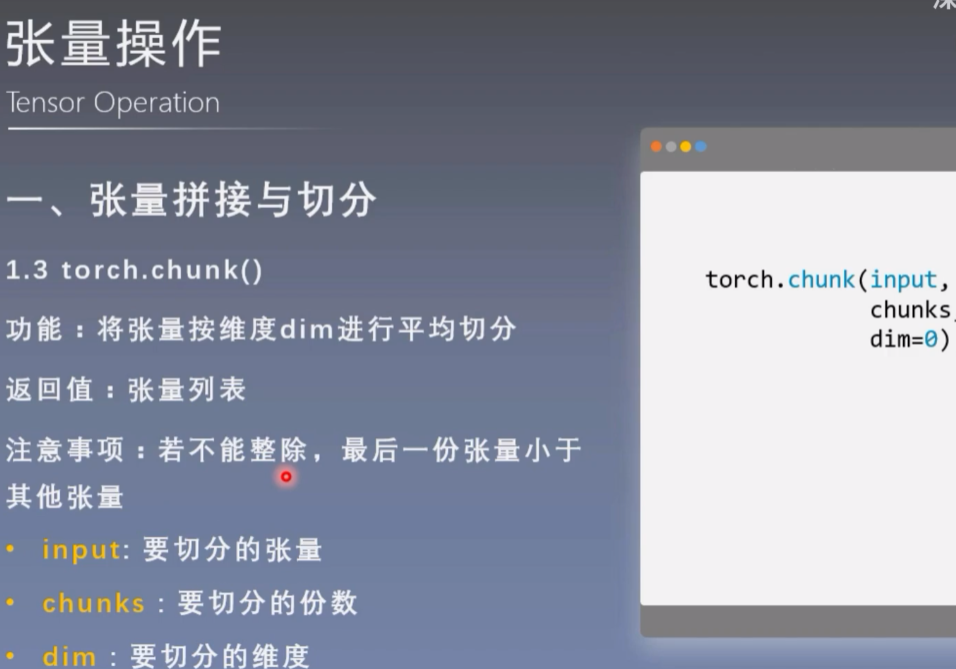 张量操作
Tensor Operation
一、张量拼接与切分
1.3 torch.chunk()
功能：将张量按维度dim进行平均切分
返回值：张量列表
注意事项：若不能整除，最后一份张量小于
其他张量
• input: 要切分的张量
• chunks：要切分的份数
• dim：要切分的维度
torch.chunk(input,
chunks,
dim=0)